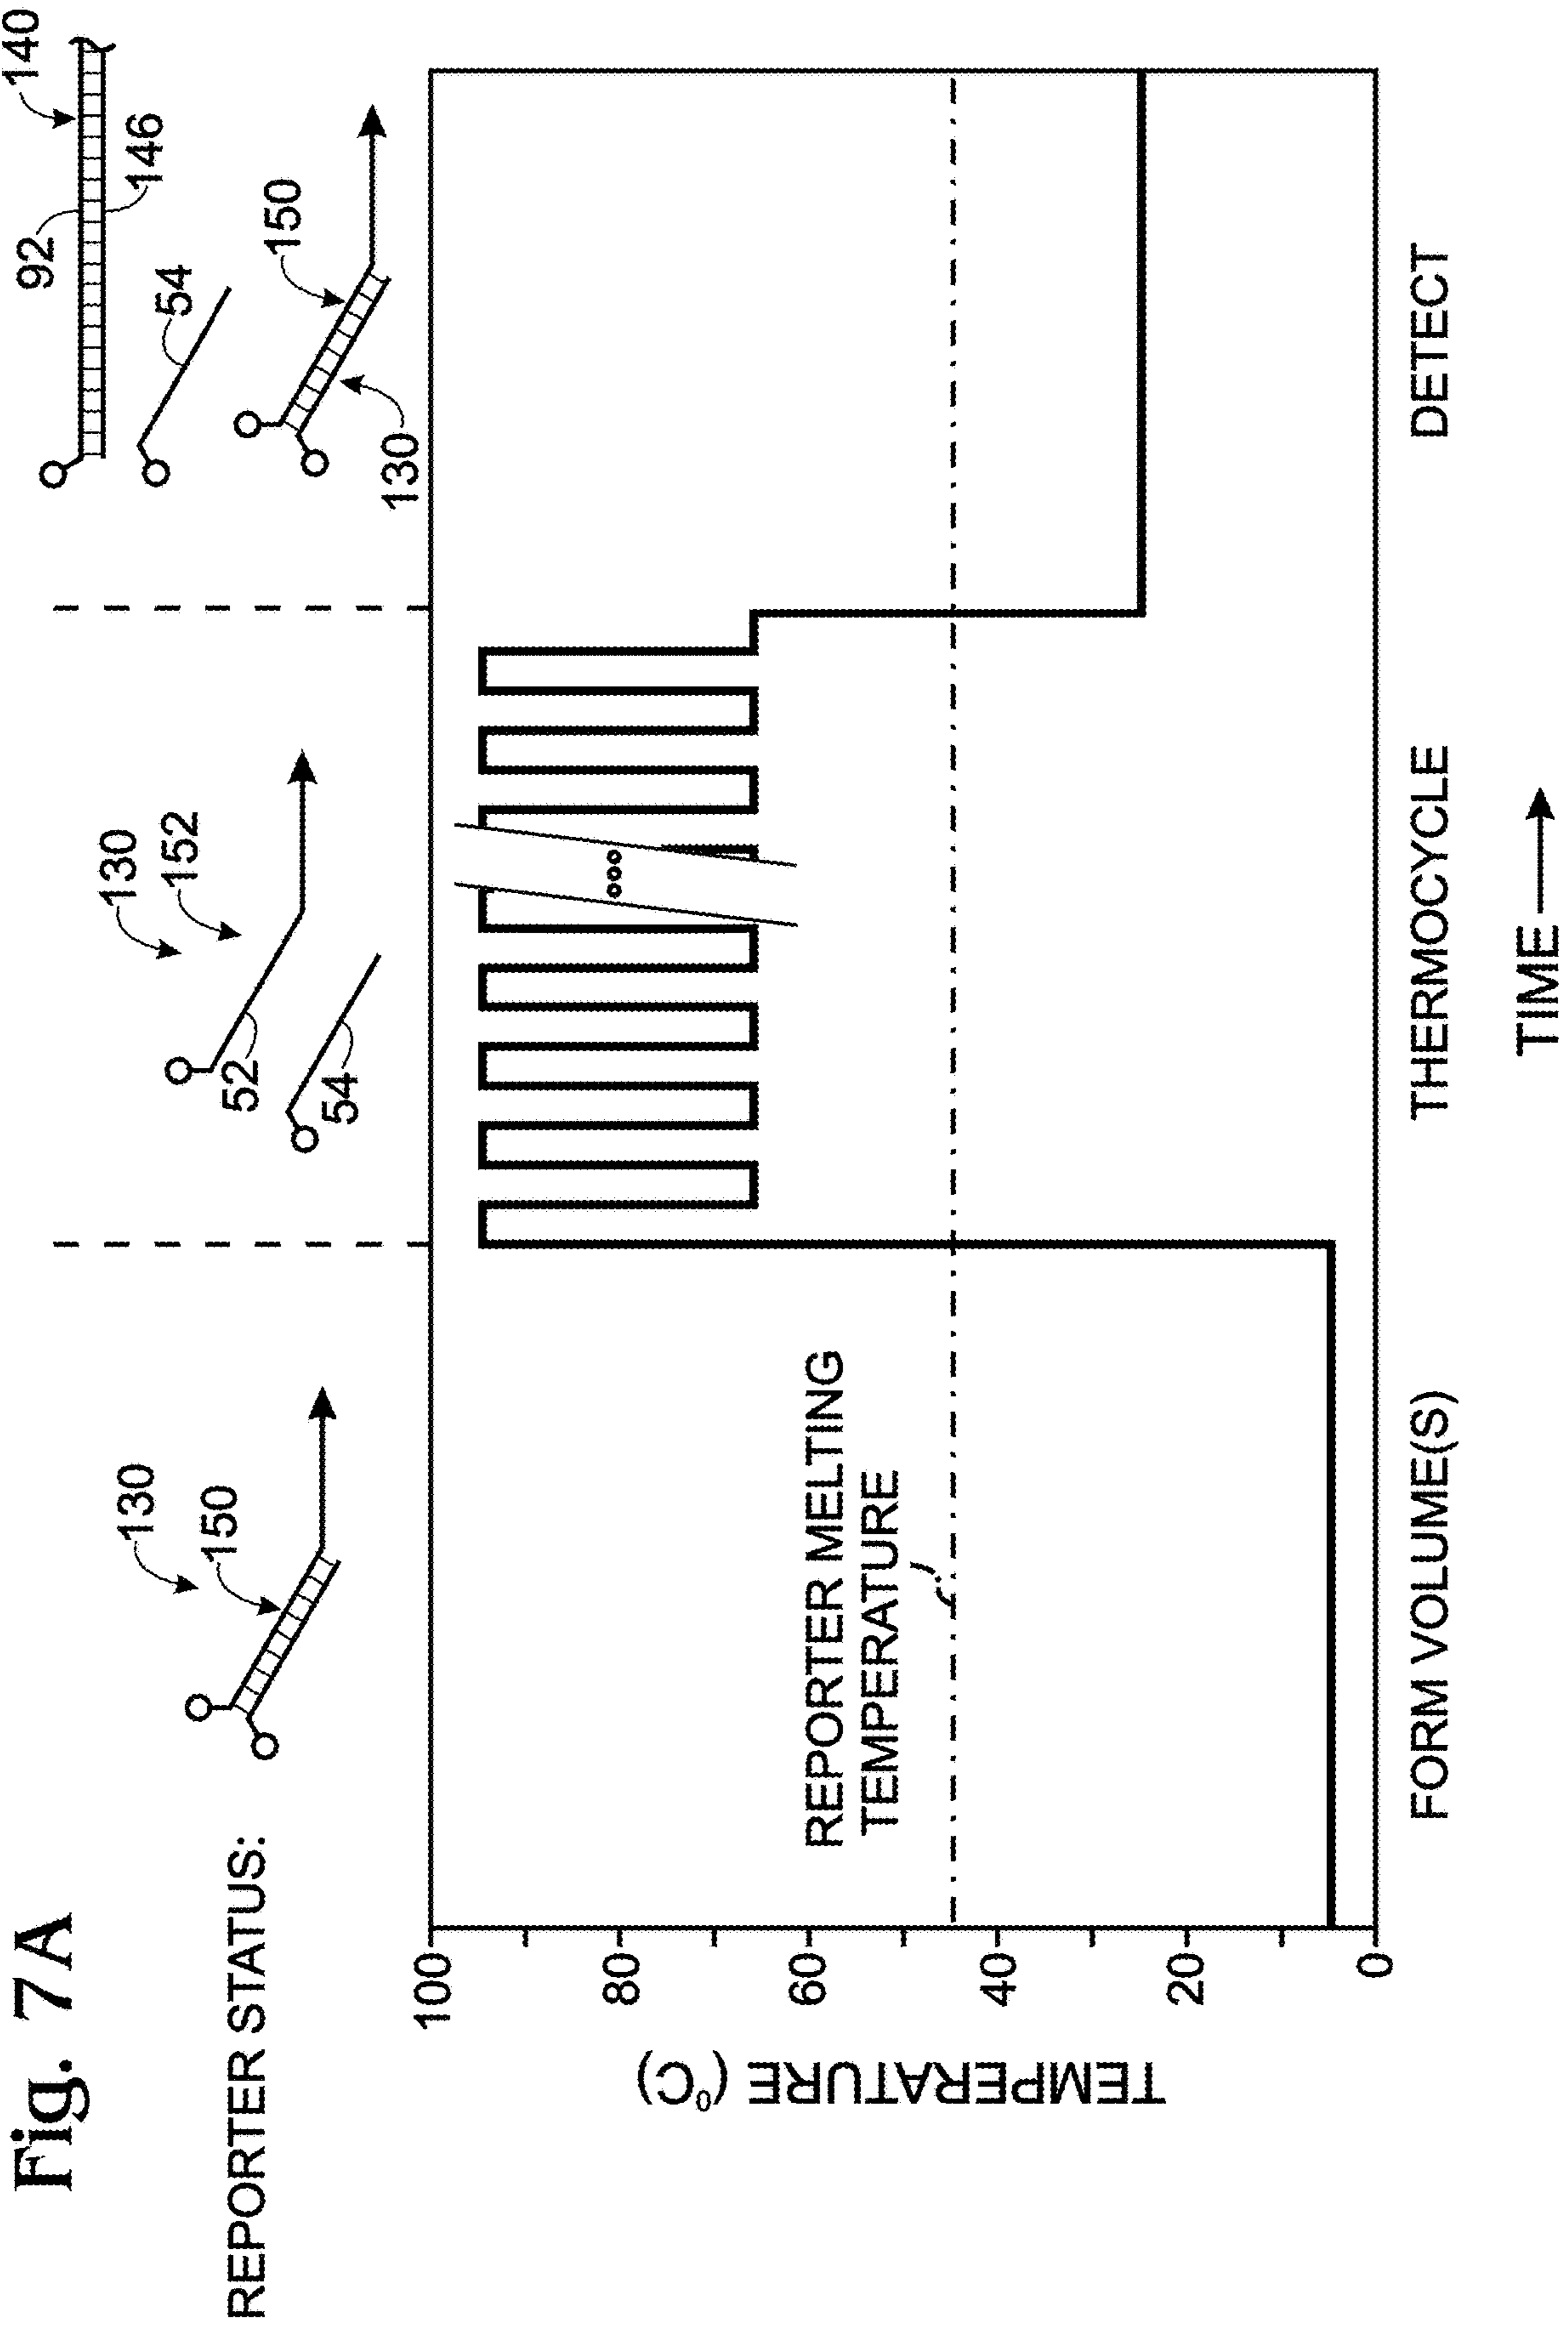 Fig. 7A
REPORTER STATUS:
130
150
130
152
52
54
140
92
146
54
150
130
TEMPERATURE (°C)
100
80
60
40
20
0
REPORTER MELTING
TEMPERATURE
FORM VOLUME(S)
THERMOCYCLE
DETECT
TIME